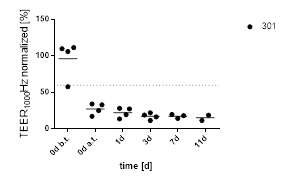 TEER1000Hz normalized [%]
150
100
50
0
0d b.t.
0d a.t.
1d
3d
7d
11d
time [d]
301